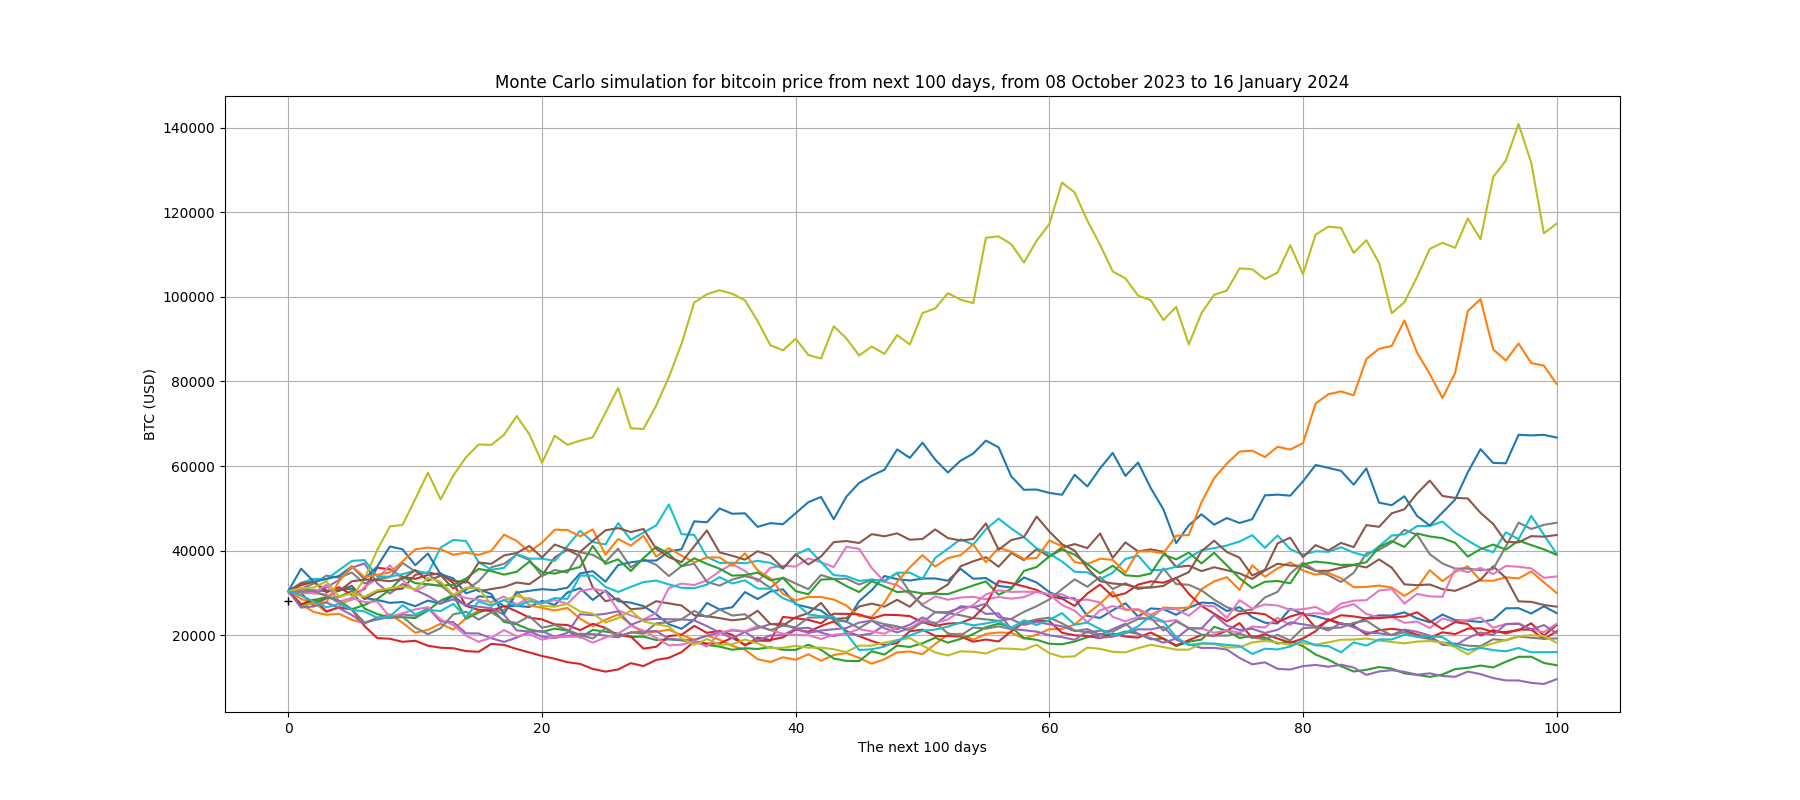 Monte Carlo simulation for bitcoin price from next 100 days, from 08 October 2023 to 16 January 2024
140000
120000
100000
80000
60000
40000
20000
BTC (USD)
0 20 40 60 80 100
The next 100 days